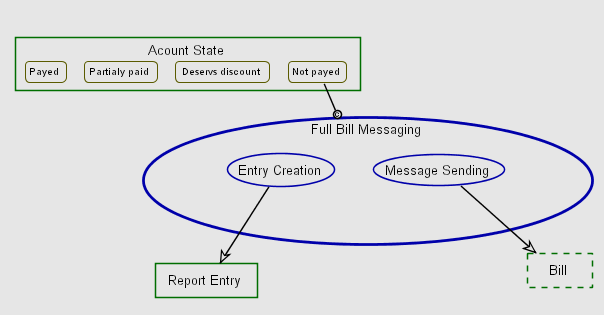 Acount State
Payed
Partialy paid
Deservs discount
Not payed
c
Full Bill Messaging
Entry Creation
Message Sending
Report Entry
Bill